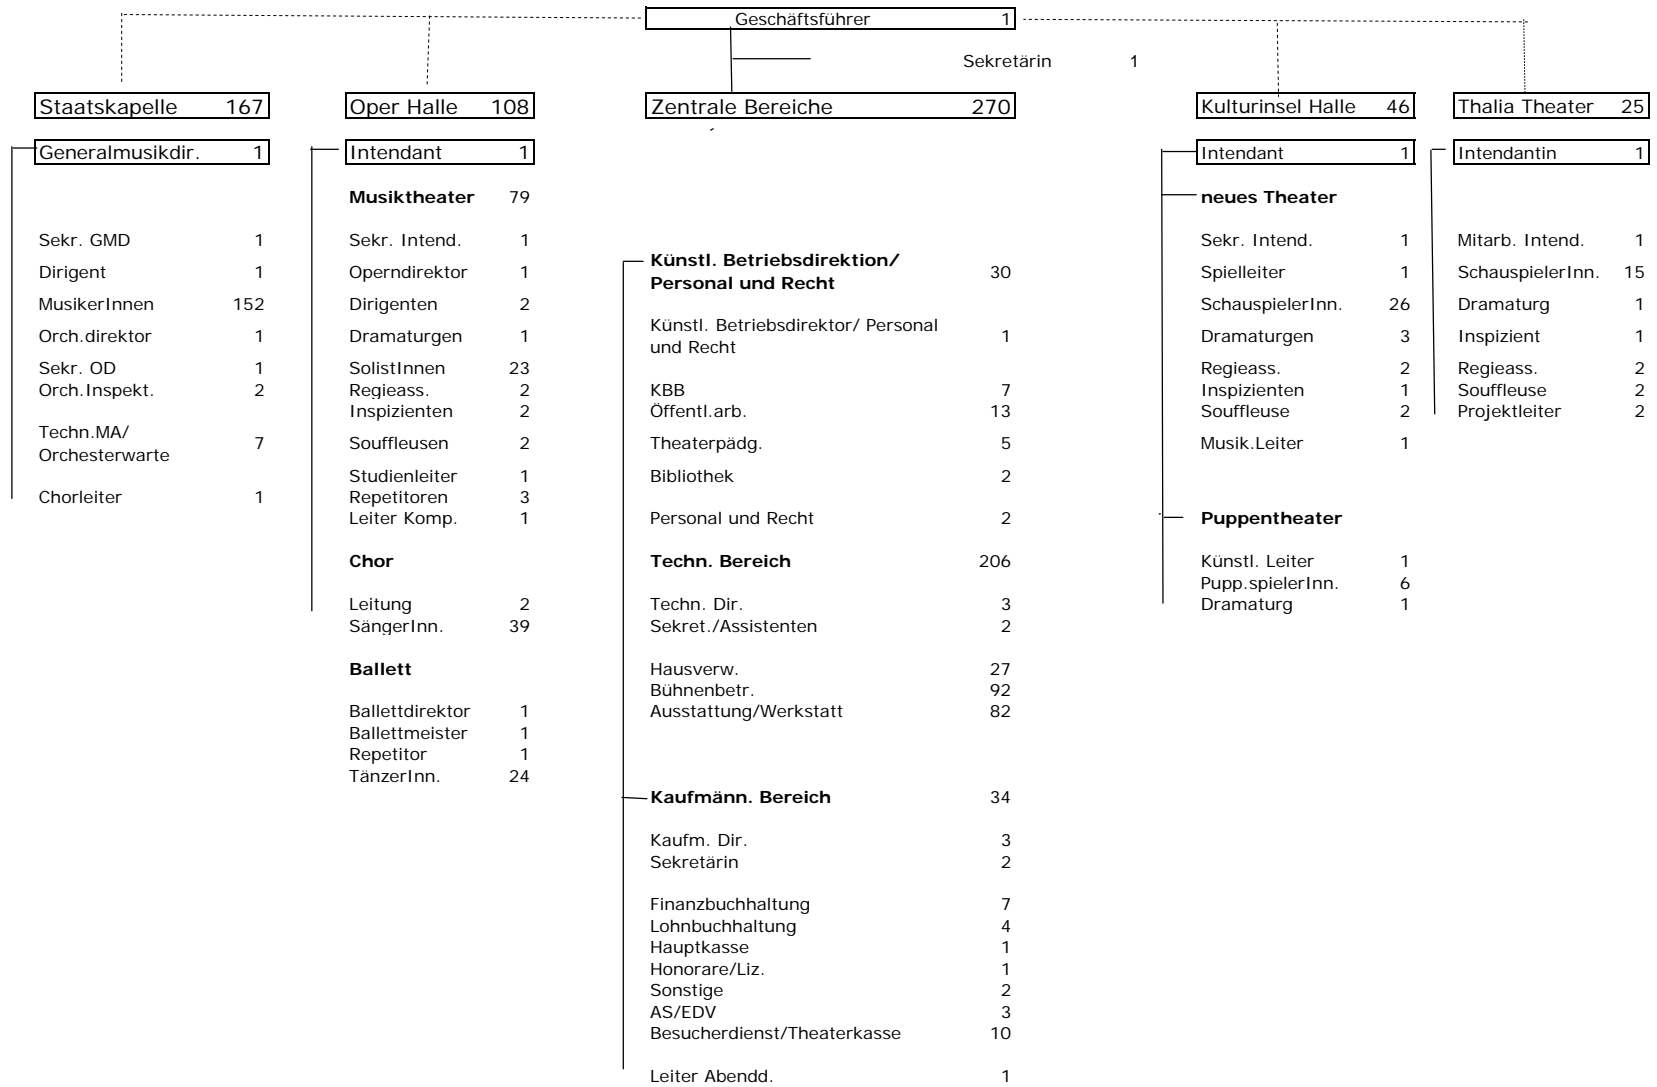 Geschäftsführer 1
Sekretärin 1
Staatskapelle 167
Generalmusikdir. 1
Sekr. GMD 1
Dirigent 1
MusikerInnen 152
Orch.direktor 1
Sekr. OD 1
Orch.Inspekt. 2
Techn.MA/
Orchesterwarte 7
Chorleiter 1
Oper Halle 108
Intendant 1
Musiktheater 79
Sekr. Intend. 1
Operndirektor 1
Dirigenten 2
Dramaturgen 1
SolistInnen 23
Regieass. 2
Inspizienten 2
Souffleusen 2
Studienleiter 1
Repetitoren 3
Leiter Komp. 1
Chor
Leitung 2
SängerInn. 39
Ballett
Ballettdirektor 1
Ballettmeister 1
Repetitor 1
TänzerInn. 24
Zentrale Bereiche 270
Künstl. Betriebsdirektion/
Personal und Recht 30
Künstl. Betriebsdirektor/ Personal
und Recht 1
KBB 7
Öffentl.arb. 13
Theaterpädg. 5
Bibliothek 2
Personal und Recht 2
Techn. Bereich 206
Techn. Dir. 3
Sekret./Assistenten 2
Hausverw. 27
Bühnenbetr. 92
Ausstattung/Werkstatt 82
Kaufmänn. Bereich 34
Kaufm. Dir. 3
Sekretärin 2
Finanzbuchhaltung 7
Lohnbuchhaltung 4
Hauptkasse 1
Honorare/Liz. 1
Sonstige 2
AS/EDV 3
Besucherdienst/Theaterkasse 10
Leiter Abendd. 1
Kulturinsel Halle 46
Intendant 1
neues Theater
Sekr. Intend. 1
Spielleiter 1
SchauspielerInn. 26
Dramaturgen 3
Regieass. 2
Inspizienten 1
Souffleuse 2
Musik.Leiter 1
Puppentheater
Künstl. Leiter 1
Pupp.spielerInn. 6
Dramaturg 1
Thalia Theater 25
Intendantin 1
Mitarb. Intend. 1
SchauspielerInn. 15
Dramaturg 1
Inspizient 1
Regieass. 2
Souffleuse 2
Projektleiter 2